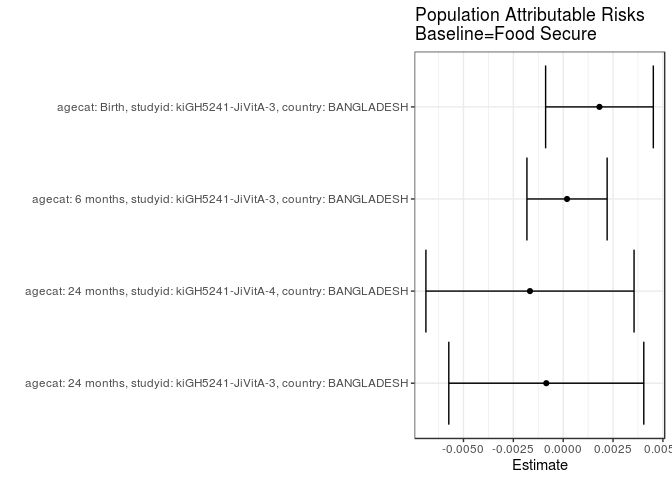 Population Attributable Risks
Baseline=Food Secure
agecat: Birth, studyid: kiGH5241-JiVitA-3, country: BANGLADESH
agecat: 6 months, studyid: kiGH5241-JiVitA-3, country: BANGLADESH
agecat: 24 months, studyid: kiGH5241-JiVitA-4, country: BANGLADESH
agecat: 24 months, studyid: kiGH5241-JiVitA-3, country: BANGLADESH
-0.0050 -0.0025 0.0000 0.0025
Estimate